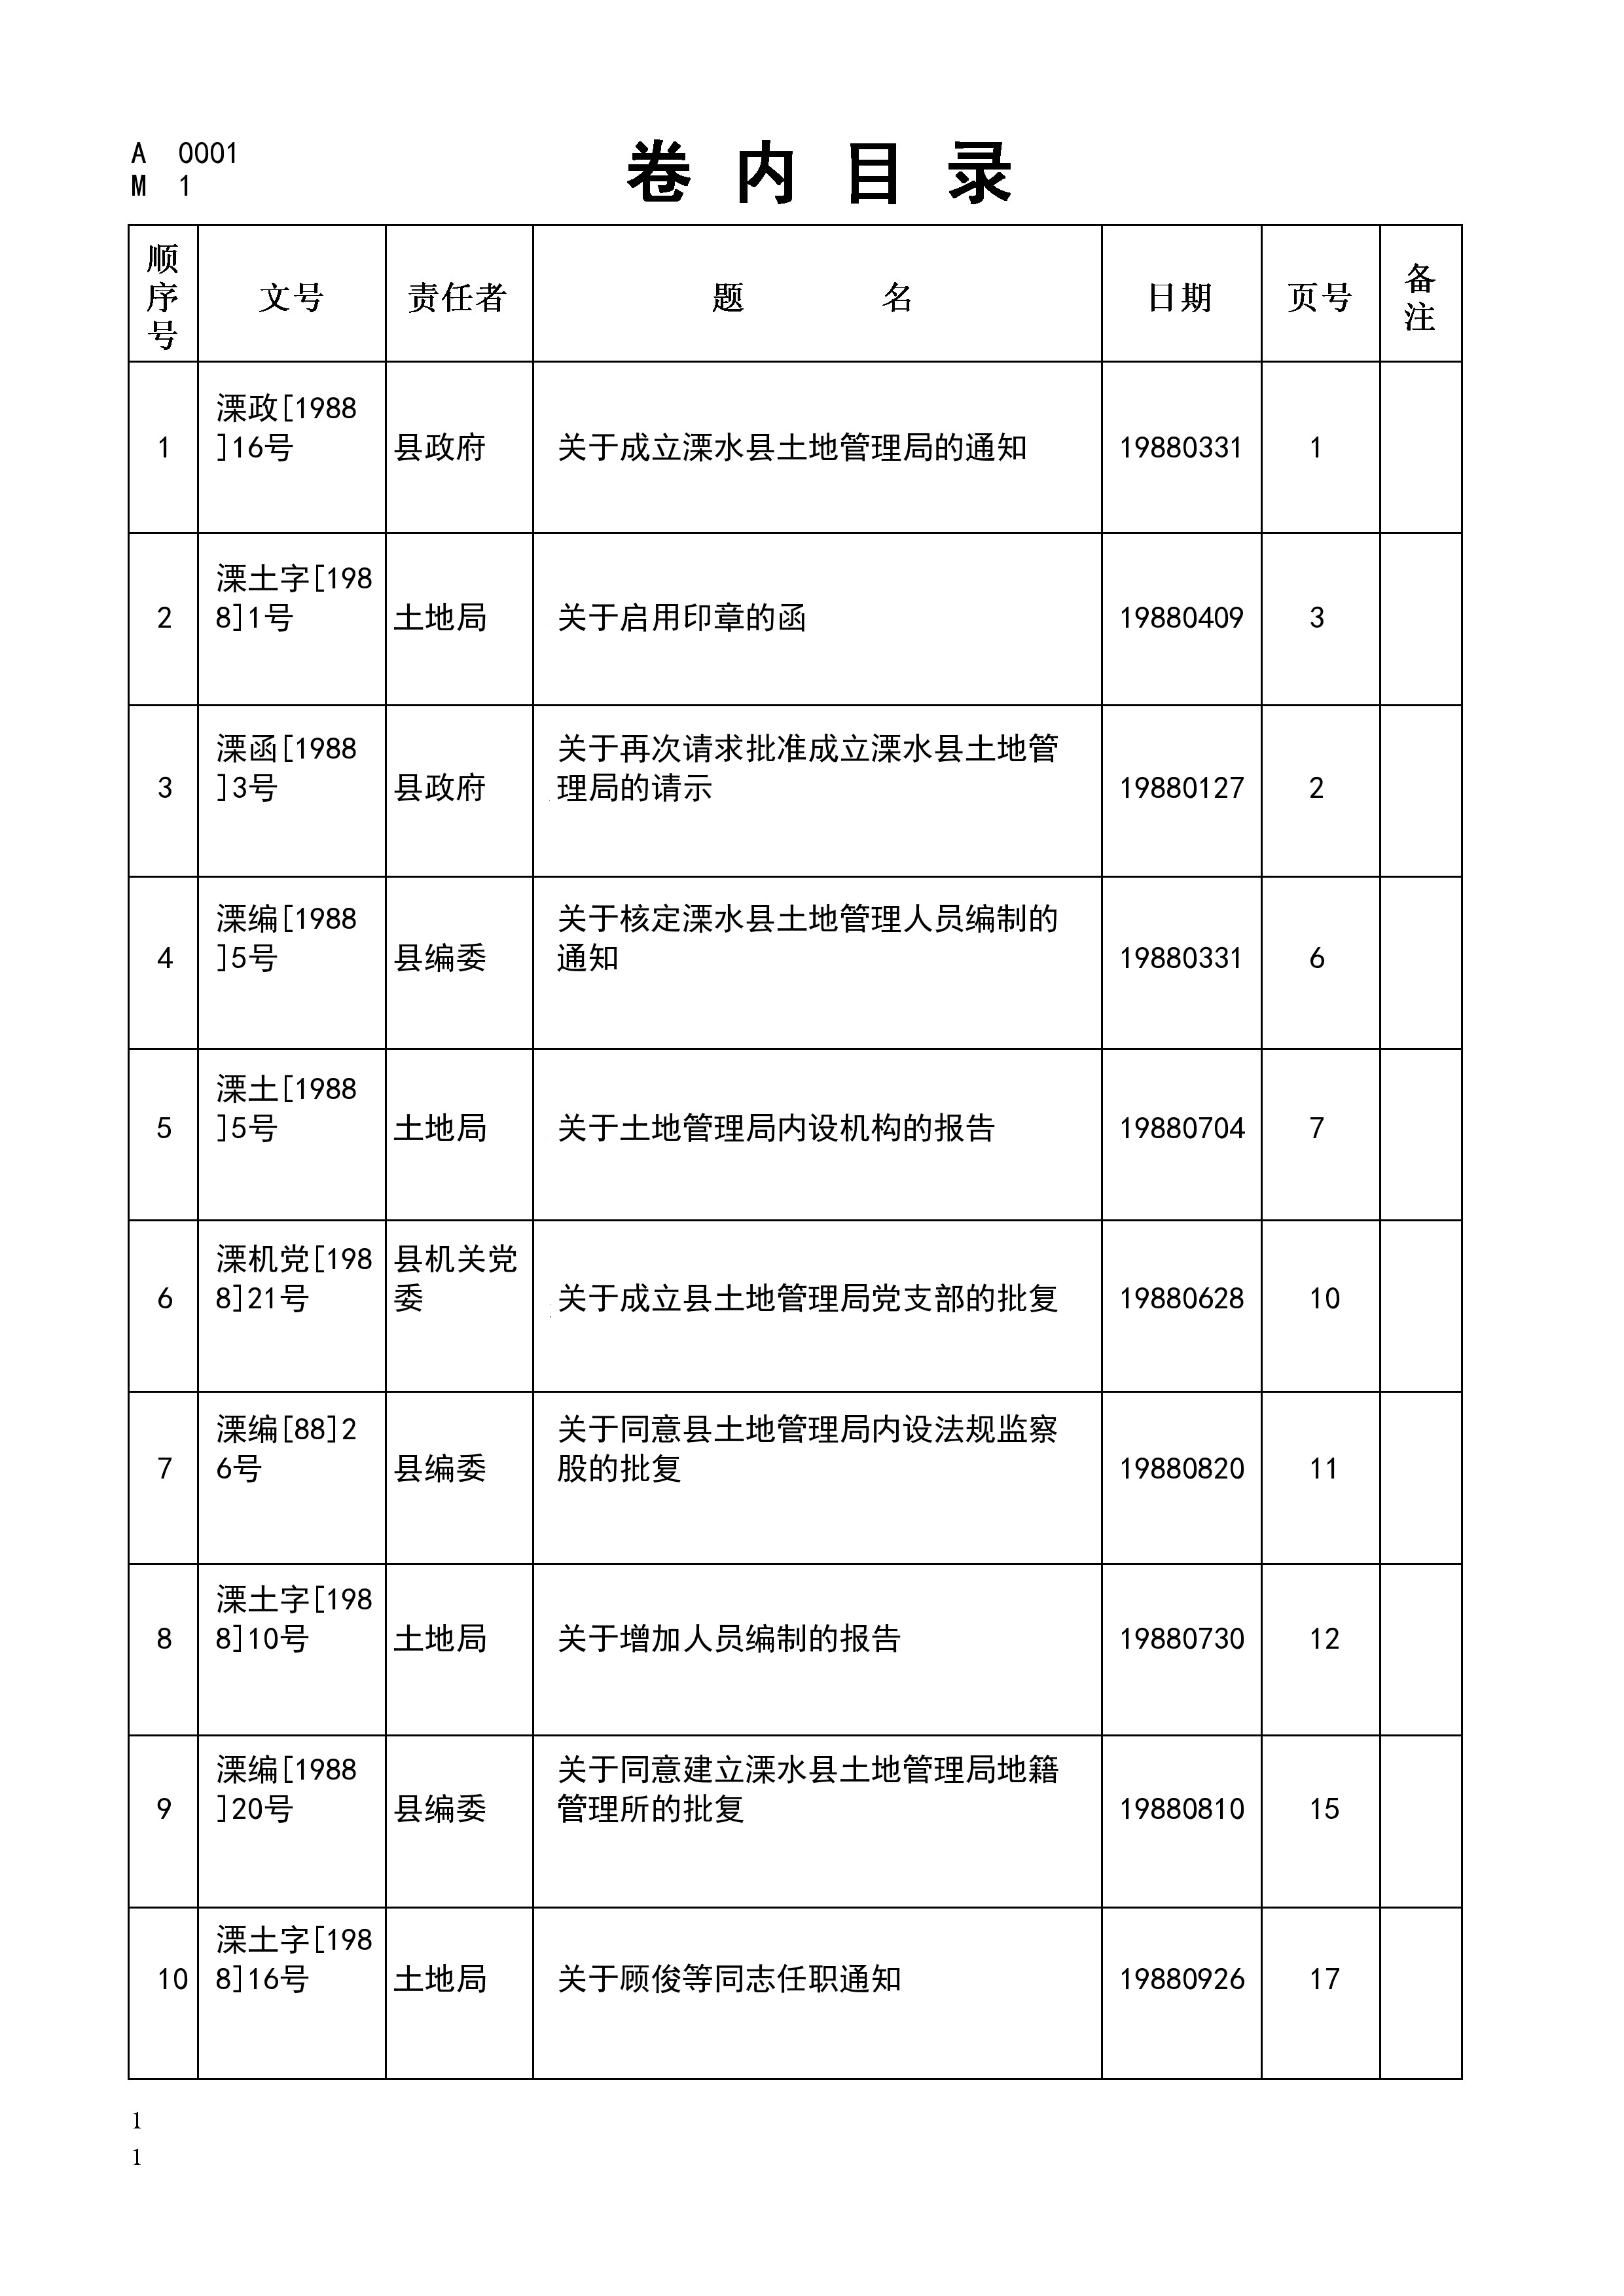 A 0001
M 1
卷内目录
顺序号 文号 责任者 题名 日期 页号 备注
溧政[1988
1 ]16号 县政府 关于成立溧水县土地管理局的通知 19880331 1
溧土字[198
2 8]1号 土地局 关于启用印章的函 19880409 3
溧函[1988 关于再次请求批准成立溧水县土地管
3 ]3号 县政府 理局的请示 19880127 2
溧编[1988 关于核定溧水县土地管理人员编制的
4 ]5号 县编委 通知 19880331 6
溧土[1988
5 ]5号 土地局 关于土地管理局内设机构的报告 19880704 7
溧机党[198 县机关党
6 8]21号 委 关于成立县土地管理局党支部的批复 19880628 10
溧编[88]2 关于同意县土地管理局内设法规监察
7 6号 县编委 股的批复 19880820 11
溧土字[198
8 8]10号 土地局 关于增加人员编制的报告 19880730 12
溧编[1988 关于同意建立溧水县土地管理局地籍
9 ]20号 县编委 管理所的批复 19880810 15
溧土字[198
10 8]16号 土地局 关于顾俊等同志任职通知 19880926 17
1
1